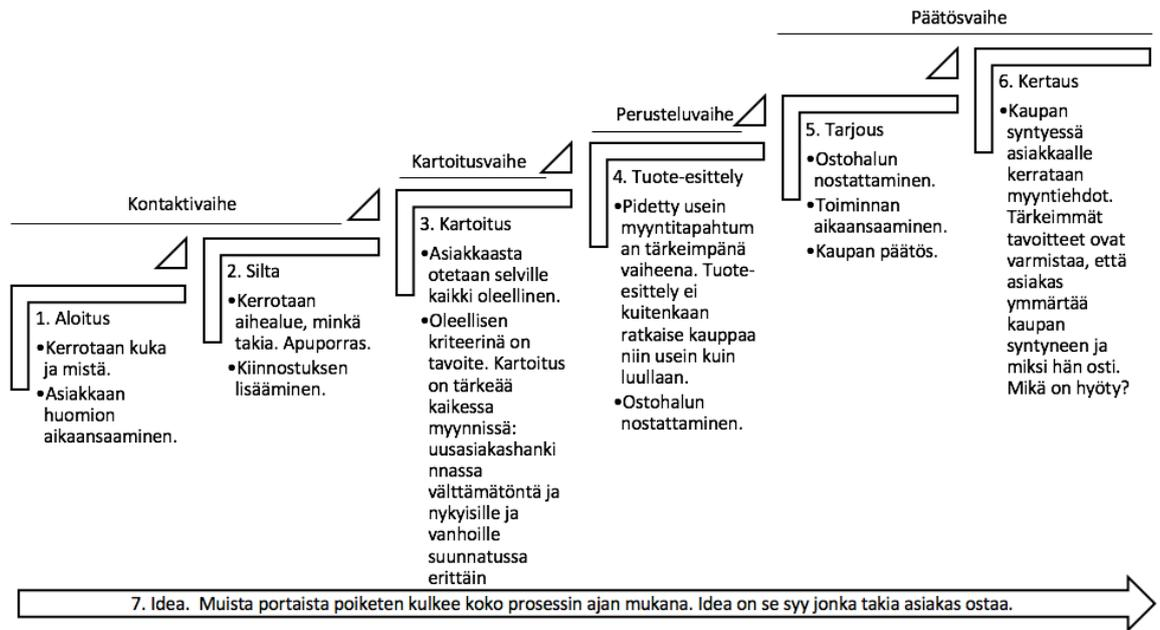 Kontaktivaihe
1. Aloitus
•Kerrotaan kuka
ja mistä.
•Asiakkaan
huomion
aikaansaaminen.
2. Silta
•Kerrotaan
aihealue, minkä
takia. Apuporras.
•Kiinnostuksen
lisääminen.
Kartoitusvaihe
3. Kartoitus
•Asiakkaasta
otetaan selville
kaikki oleellinen.
•Oleellisen
kriteerinä on
tavoite. Kartoitus
on tärkeää
kaikessa
myynnissä:
uusasiakashanki
nnassa
välttämätöntä ja
nykyisille ja
vanhoille
suunnatussa
erittäin
Perusteluvaihe
4. Tuote-esittely
•Pidetty usein
myyntitapahtum
an tärkeimpänä
vaiheena. Tuote-
esittely ei
kuitenkaan
ratkaise kauppaa
niin usein kuin
luullaan.
•Ostohalun
nostattaminen.
Päätösvaihe
5. Tarjous
•Ostohalun
nostattaminen.
•Toiminnan
aikaansaaminen.
•Kaupan päätös.
6. Kertaus
•Kaupan
syntyessä
asiakkaalle
kerrataan
myyntiehdot.
Tärkeimmät
tavoitteet ovat
varmistaa, että
asiakas
ymmärtää
kaupan
syntyneen ja
miksi hän osti.
Mikä on hyöty?
7. Idea. Muista portaista poiketen kulkee koko prosessin ajan mukana. Idea on se syy jonka takia asiakas ostaa.